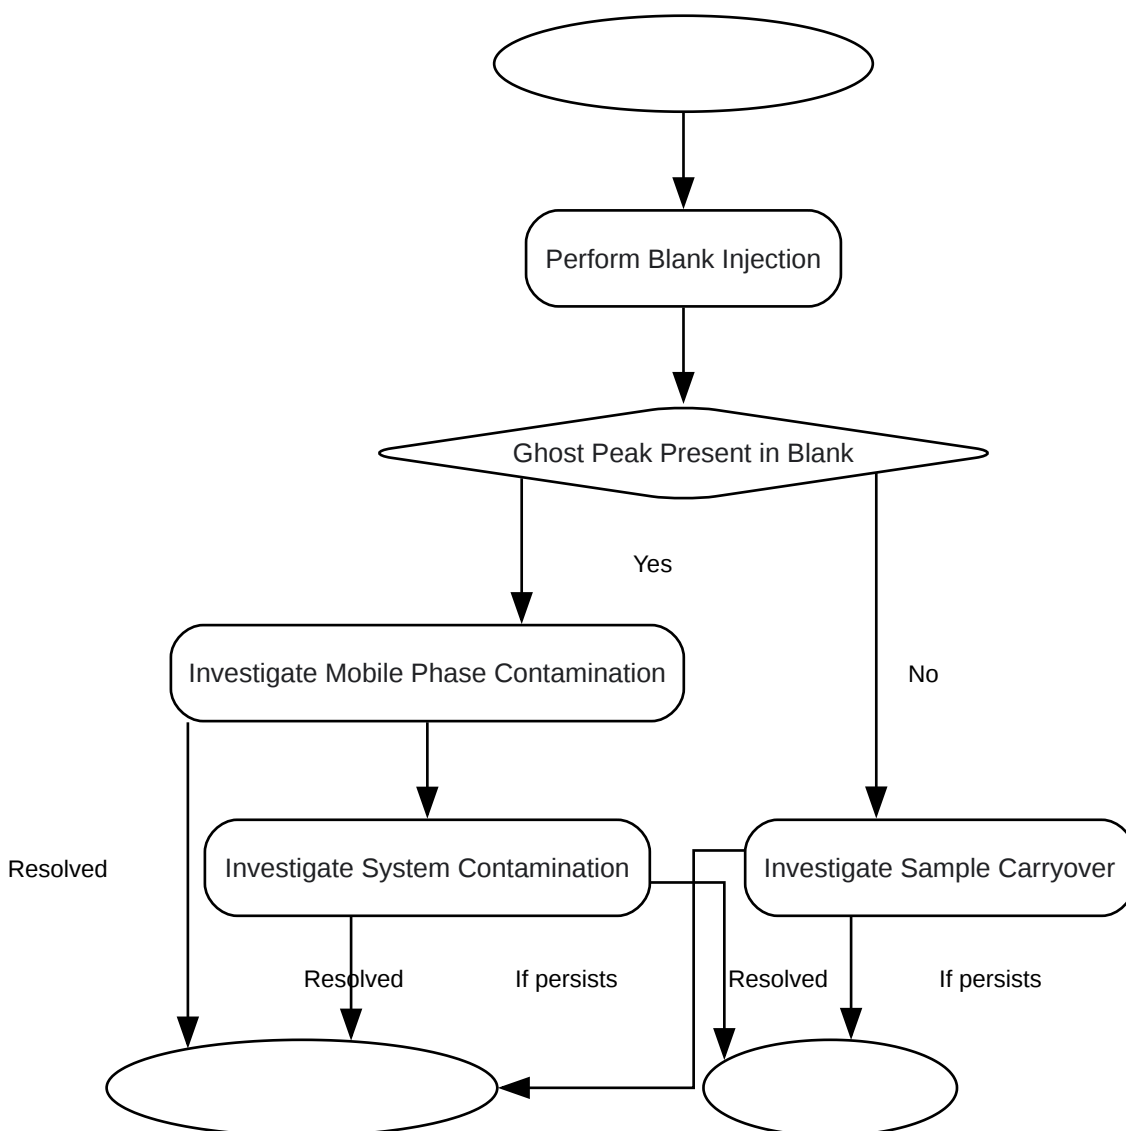 Perform Blank Injection
Ghost Peak Present in Blank
Yes
Investigate Mobile Phase Contamination
No
Resolved
Investigate System Contamination
Investigate Sample Carryover
Resolved
If persists
Resolved
If persists